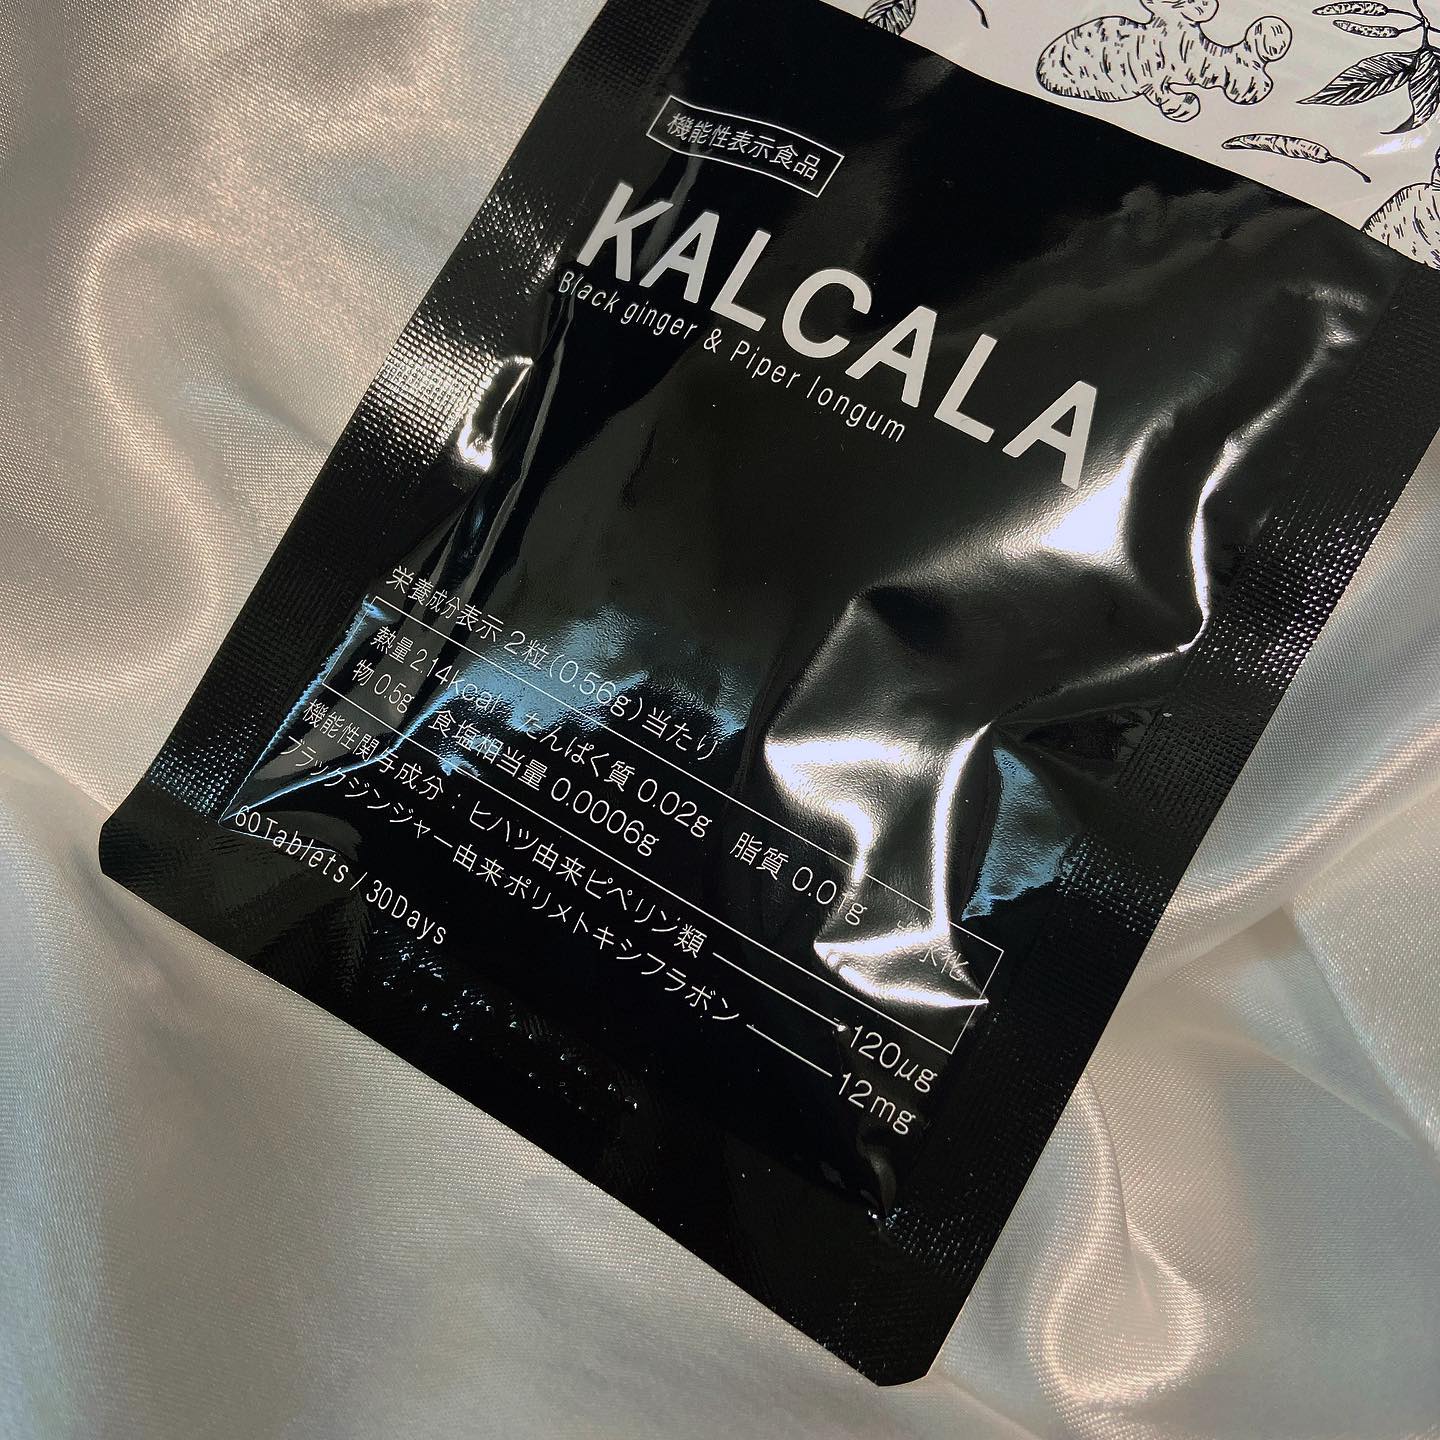 機能性表示食品
KALCALA
Black ginger & Piper longum
栄養成分表示 2粒(0.56g)当たり
熱量 2.14kcal たんぱく質 0.02g 脂質 0.01g 炭水化
物 0.5g 食塩相当量 0.0006g
機能性関与成分:ヒハツ由来ピペリン類 120μg
ブラックジンジャー由来ポリメトキシフラボン 12mg
60Tablets / 30Days